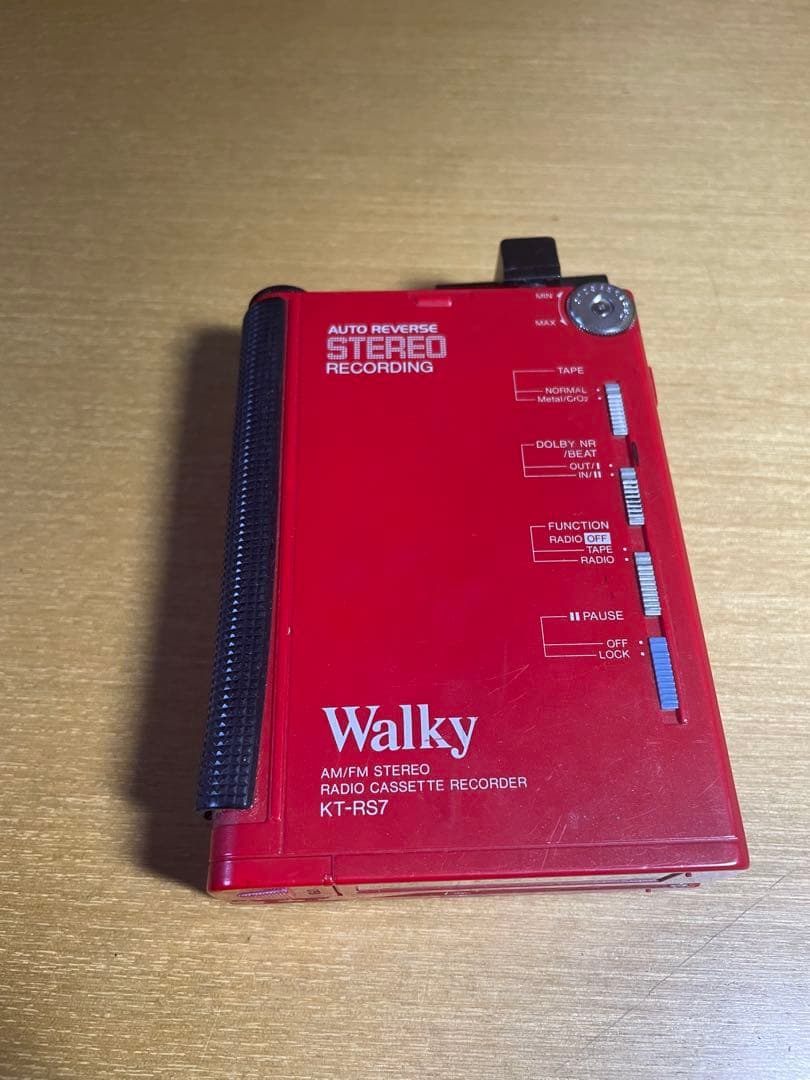 AUTO REVERSE
STEREO
RECORDING
MIN
MAX
TAPE
NORMAL
Metal/CrO₂
DOLBY NR
/BEAT
OUT/I
IN/II
FUNCTION
RADIO OFF
TAPE
RADIO
PAUSE
OFF
LOCK
Walky
AM/FM STEREO
RADIO CASSETTE RECORDER
KT-RS7